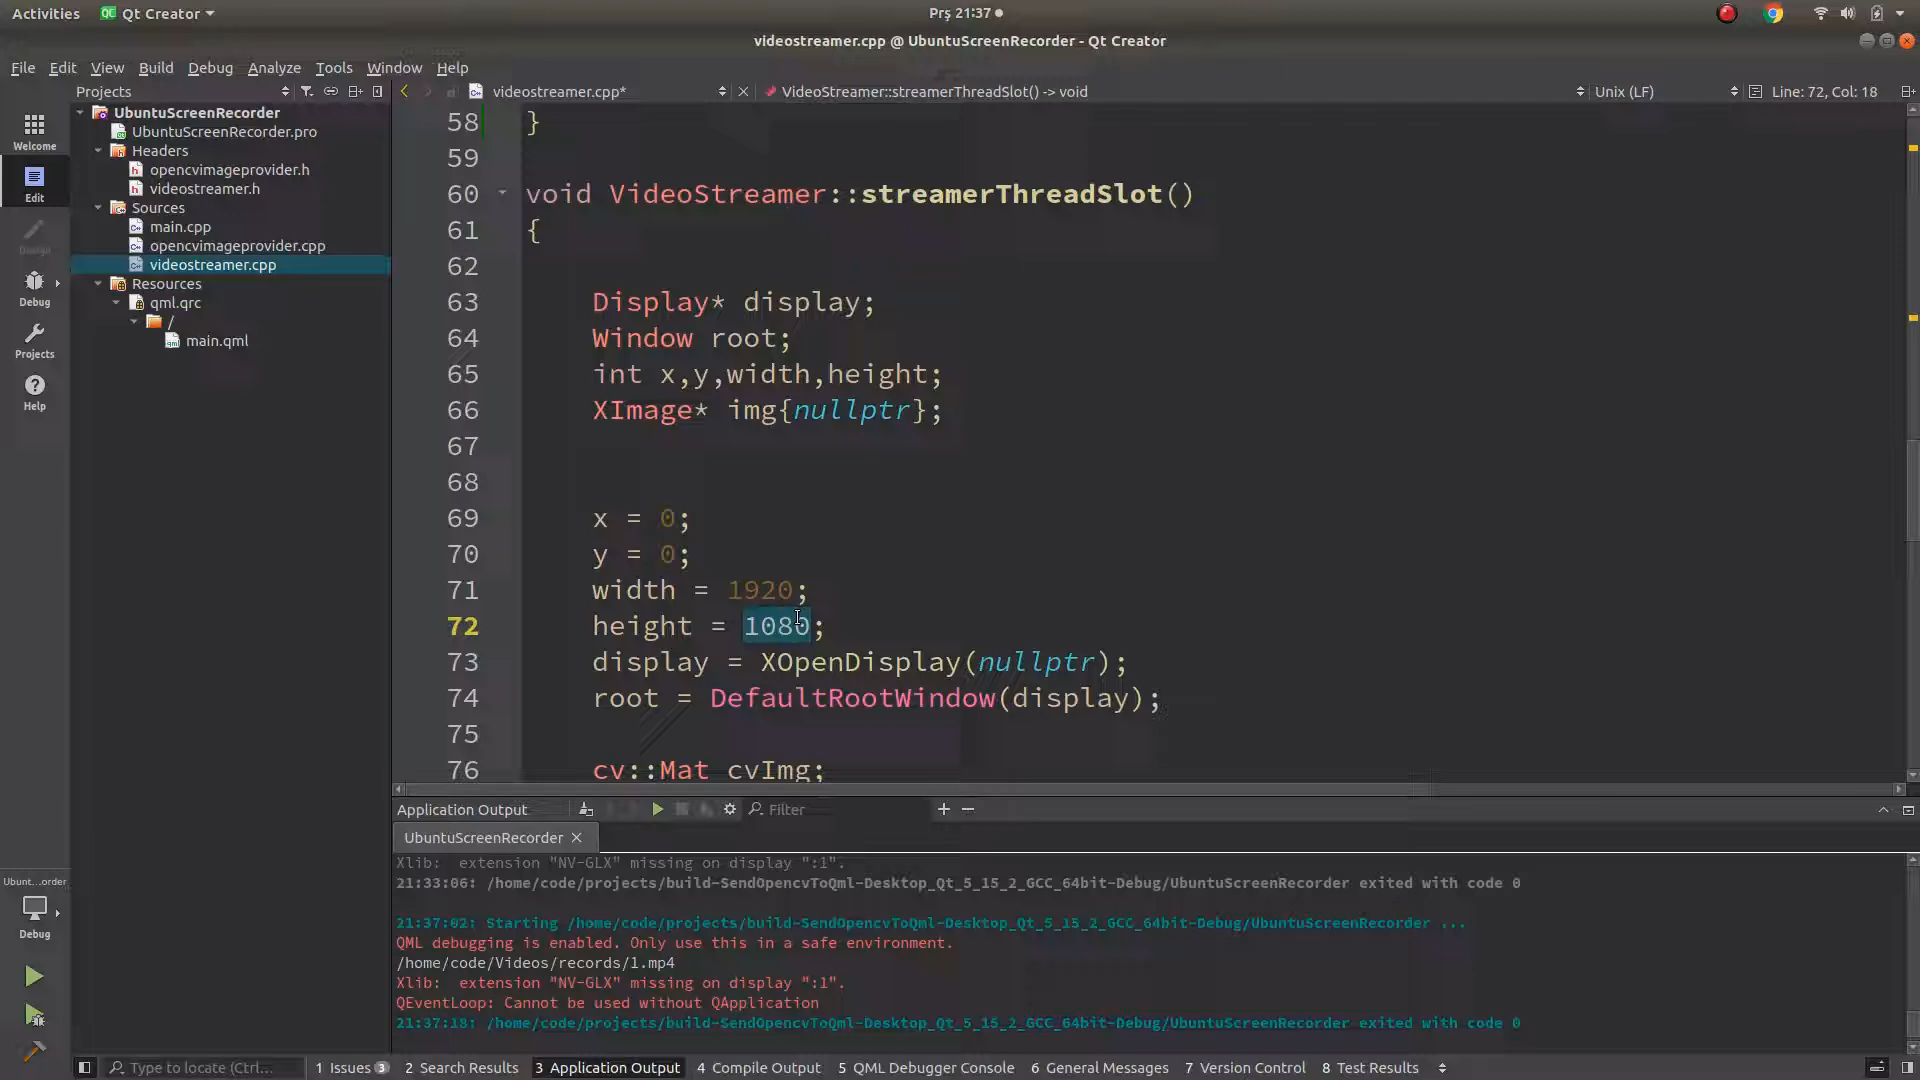 Activities Qt Creator Prş 21:37
videostreamer.cpp @ UbuntuScreenRecorder - Qt Creator
File Edit View Build Debug Analyze Tools Window Help
Projects videostreamer.cpp* VideoStreamer::streamerThreadSlot() -> void Unix (LF) Line: 72, Col: 18
UbuntuScreenRecorder
UbuntuScreenRecorder.pro
Headers
opencvimageprovider.h
videostreamer.h
Sources
main.cpp
opencvimageprovider.cpp
videostreamer.cpp
Resources
qml.qrc
/
main.qml
Welcome
Edit
Design
Debug
Projects
Help
58 }
59
60 void VideoStreamer::streamerThreadSlot()
61 {
62
63 Display* display;
64 Window root;
65 int x,y,width,height;
66 XImage* img{nullptr};
67
68
69 x = 0;
70 y = 0;
71 width = 1920;
72 height = 1080;
73 display = XOpenDisplay(nullptr);
74 root = DefaultRootWindow(display);
75
76 cv::Mat cvImg;
Application Output Filter
UbuntuScreenRecorder
Xlib: extension "NV-GLX" missing on display ":1".
21:33:06: /home/code/projects/build-SendOpencvToQml-Desktop_Qt_5_15_2_GCC_64bit-Debug/UbuntuScreenRecorder exited with code 0
21:37:02: Starting /home/code/projects/build-SendOpencvToQml-Desktop_Qt_5_15_2_GCC_64bit-Debug/UbuntuScreenRecorder ...
QML debugging is enabled. Only use this in a safe environment.
/home/code/Videos/records/1.mp4
Xlib: extension "NV-GLX" missing on display ":1".
QEventLoop: Cannot be used without QApplication
21:37:18: /home/code/projects/build-SendOpencvToQml-Desktop_Qt_5_15_2_GCC_64bit-Debug/UbuntuScreenRecorder exited with code 0
Ubunt…order
Debug
Type to locate (Ctrl... 1 Issues 3 2 Search Results 3 Application Output 4 Compile Output 5 QML Debugger Console 6 General Messages 7 Version Control 8 Test Results